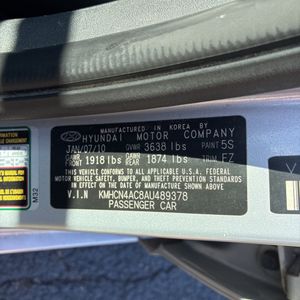 MANUFACTURED IN KOREA BY
HYUNDAI MOTOR COMPANY
JAN/07/10 GVWR 3638 lbs PAINT 5S
GAWR FRONT 1918 lbs GAWR REAR 1874 lbs TRIM FZ
THIS VEHICLE CONFORMS TO ALL APPLICABLE U.S.A. FEDERAL
MOTOR VEHICLE SAFETY, BUMPER, AND THEFT PREVENTION STANDARDS
IN EFFECT ON THE DATE OF MANUFACTURE SHOWN ABOVE.
V.I.N KMHCN4AC8AU489378
PASSENGER CAR
M32